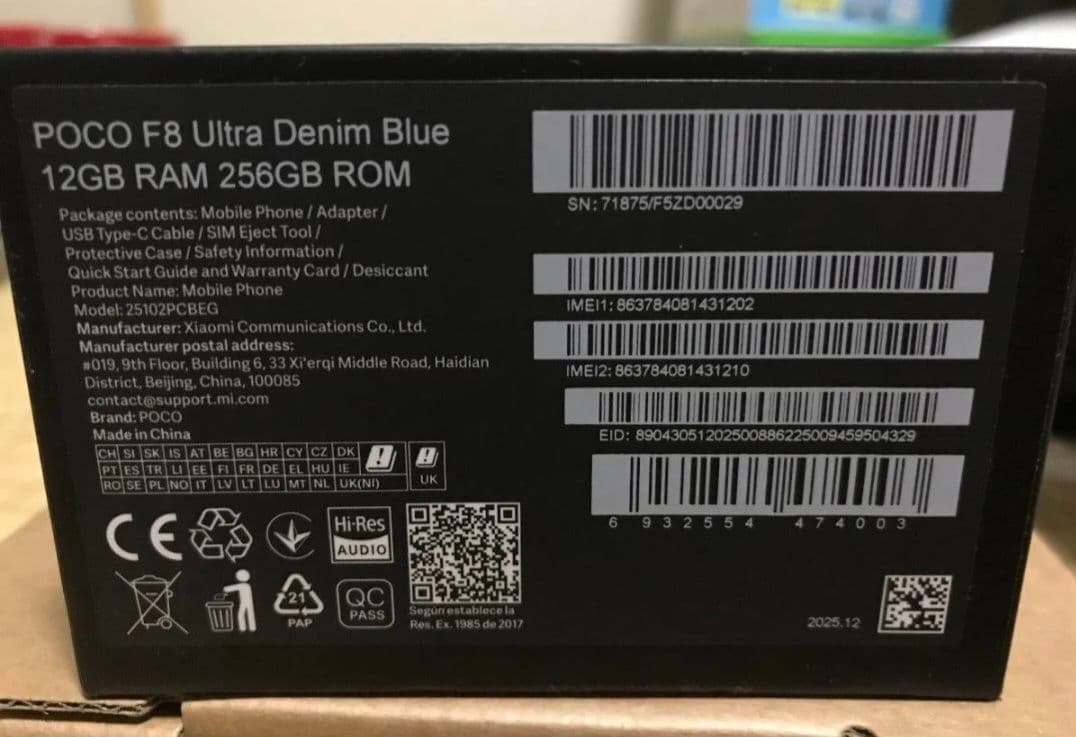 POCO F8 Ultra Denim Blue
12GB RAM 256GB ROM
Package contents: Mobile Phone / Adapter /
USB Type-C Cable / SIM Eject Tool /
Protective Case / Safety Information /
Quick Start Guide and Warranty Card / Desiccant
Product Name: Mobile Phone
Model: 25102PCBEG
Manufacturer: Xiaomi Communications Co., Ltd.
Manufacturer postal address:
#019, 9th Floor, Building 6, 33 Xi'erqi Middle Road, Haidian
District, Beijing, China, 100085
contact@support.mi.com
Brand: POCO
Made in China
CH SI SK IS AT BE BG HR CY CZ DK
PT ES TR LI EE FI FR DE EL HU IE
RO SE PL NO IT LV LT LU MT NL UK(NI)
UK
CE
Hi-Res
AUDIO
21
PAP
QC
PASS
Según establece la
Res. Ex. 1985 de 2017
SN: 71875/F5ZD00029
IMEI1: 863784081431202
IMEI2: 863784081431210
EID: 89043051202500886225009459504329
6 932554 474003
2025.12